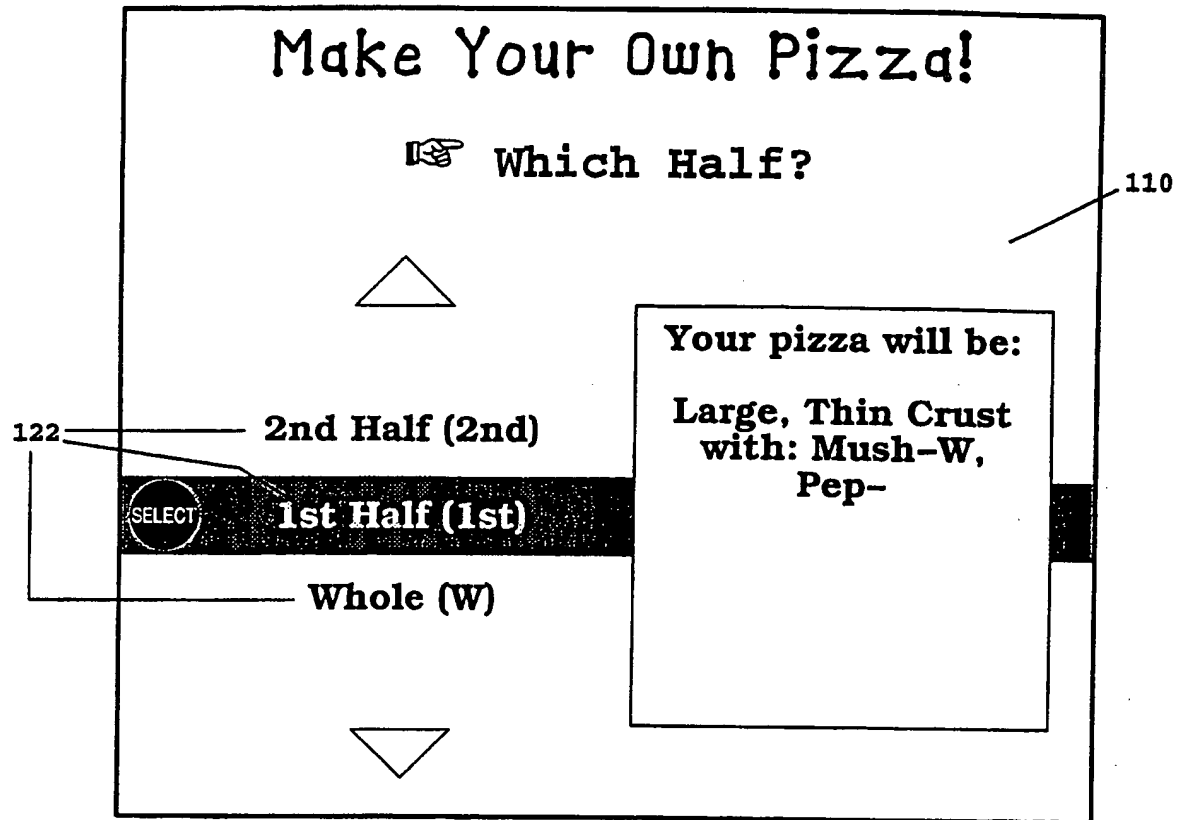 Make Your Own Pizza!
☞ Which Half?
110
Your pizza will be:
Large, Thin Crust
with: Mush–W,
Pep–
122
2nd Half (2nd)
SELECT
1st Half (1st)
Whole (W)